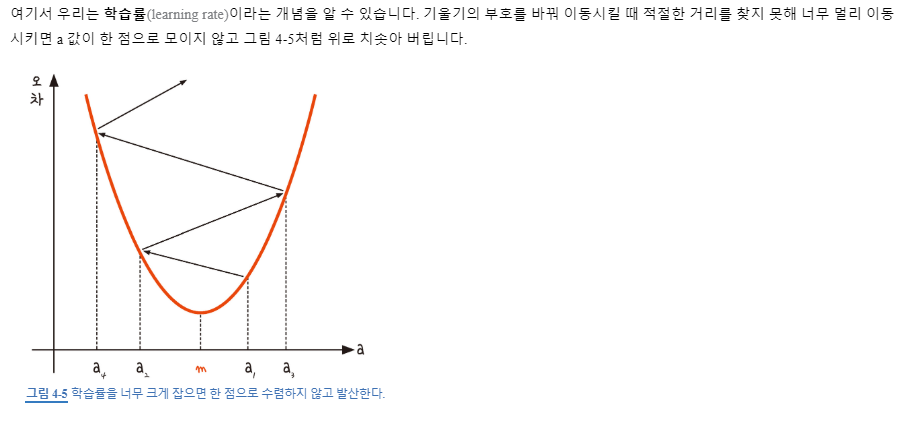 여기서 우리는 학습률(learning rate)이라는 개념을 알 수 있습니다. 기울기의 부호를 바꿔 이동시킬 때 적절한 거리를 찾지 못해 너무 멀리 이동
시키면 a 값이 한 점으로 모이지 않고 그림 4-5처럼 위로 치솟아 버립니다.
오
차
a
a₄ a₂ m a₁ a₃
그림 4-5 학습률을 너무 크게 잡으면 한 점으로 수렴하지 않고 발산한다.